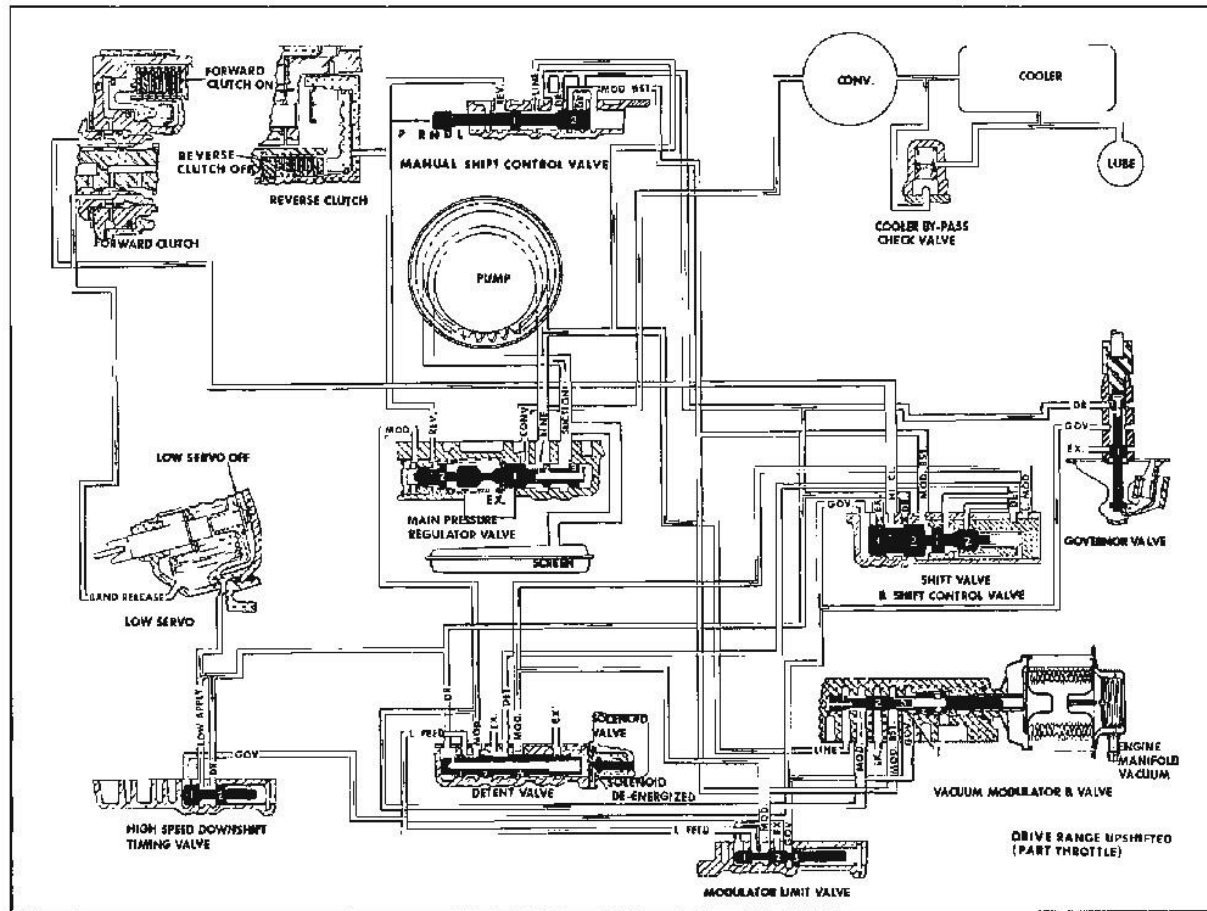 FORWARD
CLUTCH ON
REVERSE
CLUTCH OFF
REVERSE CLUTCH
FORWARD CLUTCH
REV.
LINE
DR
MOD BST
P R N D L
1
2
MANUAL SHIFT CONTROL VALVE
CONV.
COOLER
LUBE
COOLER BY-PASS
CHECK VALVE
PUMP
MOD.
REV.
CONV
LINE
SUCTION
2
1
EX.
MAIN PRESSURE
REGULATOR VALVE
SCREEN
DR
GOV
EX.
GOVERNOR VALVE
GOV.
EX.
HI CL
DR
MOD. BST
DET
L MOD
1
2
1
2
SHIFT VALVE
& SHIFT CONTROL VALVE
LOW SERVO OFF
BAND RELEASE
LOW SERVO
LOW APPLY
DR
GOV
HIGH SPEED DOWNSHIFT
TIMING VALVE
DR
L FEED
MOD.
EX.
DET
MOD.
EX
SOLENOID
VALVE
SOLENOID
DE-ENERGIZED
DETENT VALVE
LINE
MOD.
EX
MOD BST
GOV
ENGINE
MANIFOLD
VACUUM
VACUUM MODULATOR & VALVE
L FEED
MOD
EX
GOV
1
2
MODULATOR LIMIT VALVE
DRIVE RANGE UPSHIFTED
(PART THROTTLE)